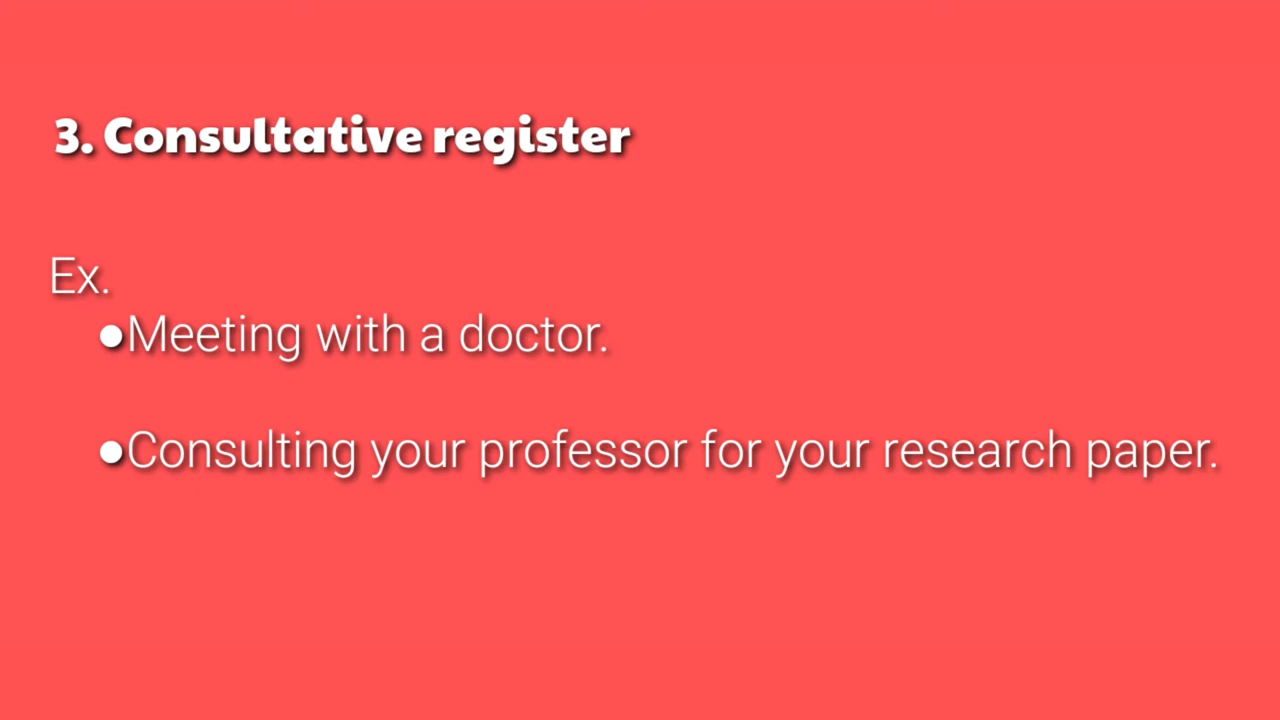 3. Consultative register
Ex.
●Meeting with a doctor.
●Consulting your professor for your research paper.